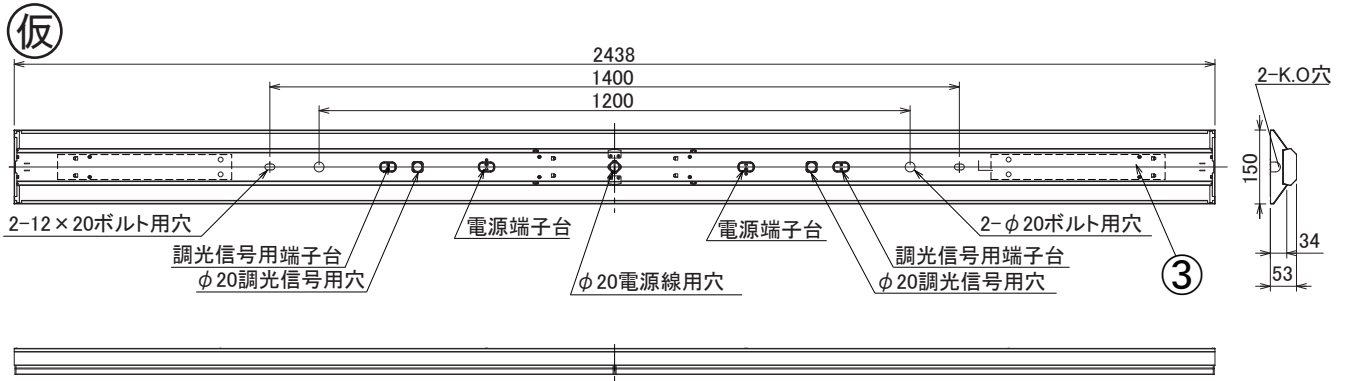 仮
2438
1400
1200
2-K.O穴
150
34
53
2-12×20ボルト用穴
電源端子台
電源端子台
2-φ20ボルト用穴
調光信号用端子台
調光信号用端子台
φ20調光信号用穴
φ20電源線用穴
φ20調光信号用穴
③